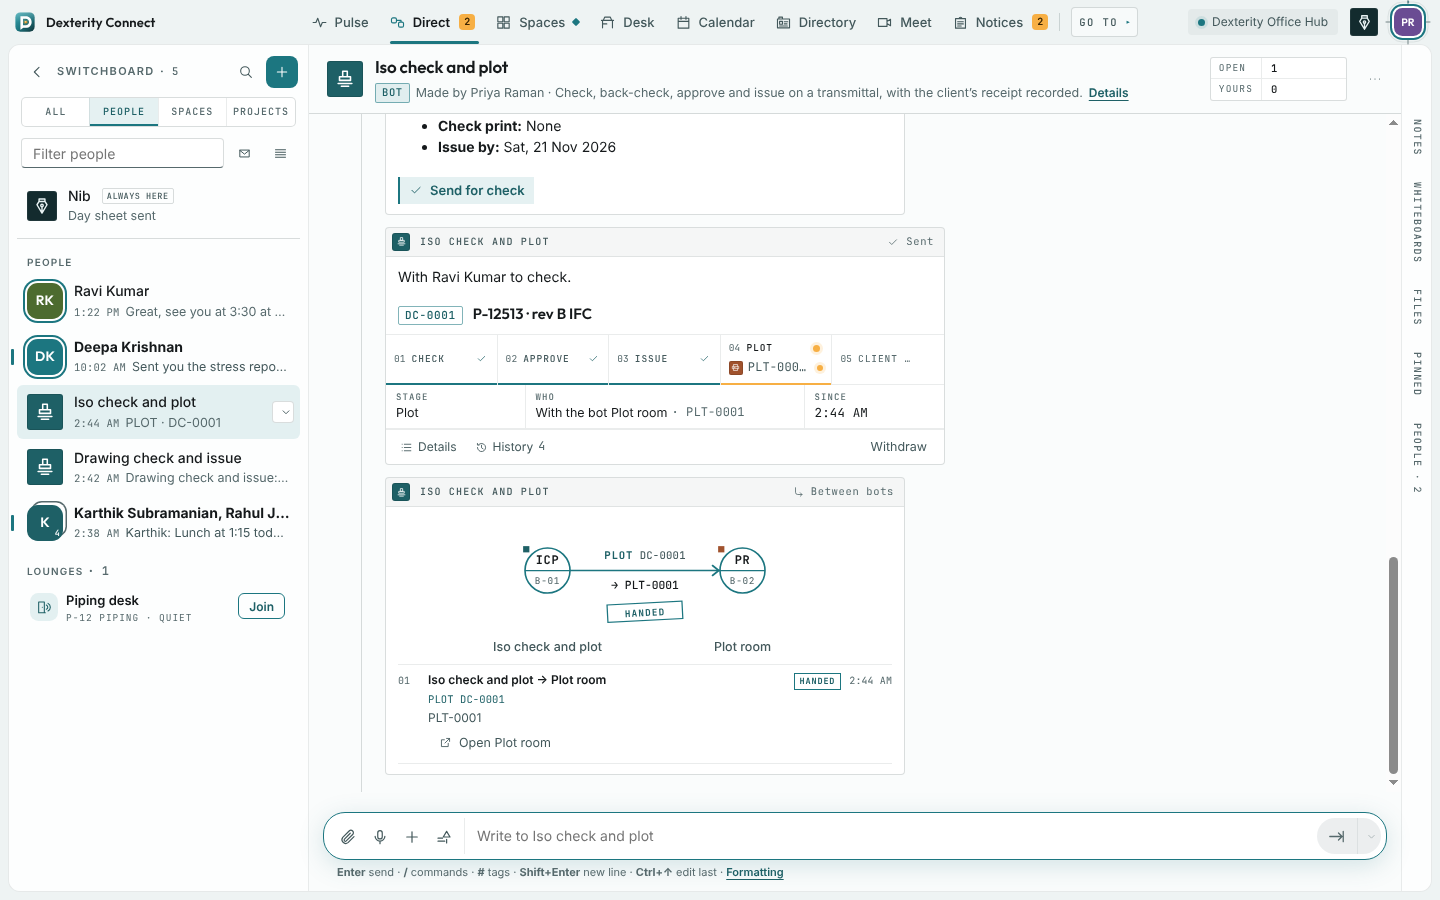 Dexterity Connect
Pulse
Direct 2
Spaces
Desk
Calendar
Directory
Meet
Notices 2
GO TO
Dexterity Office Hub
PR
SWITCHBOARD · 5
ALL
PEOPLE
SPACES
PROJECTS
Filter people
Nib ALWAYS HERE
Day sheet sent
PEOPLE
RK
Ravi Kumar
1:22 PM Great, see you at 3:30 at ...
DK
Deepa Krishnan
10:02 AM Sent you the stress repo...
Iso check and plot
2:44 AM PLOT · DC-0001
Drawing check and issue
2:42 AM Drawing check and issue:...
K 4
Karthik Subramanian, Rahul J...
2:38 AM Karthik: Lunch at 1:15 tod...
LOUNGES · 1
Piping desk
P-12 PIPING · QUIET
Join
Iso check and plot
BOT Made by Priya Raman · Check, back-check, approve and issue on a transmittal, with the client's receipt recorded. Details
OPEN 1
YOURS 0
...
Check print: None
Issue by: Sat, 21 Nov 2026
Send for check
ISO CHECK AND PLOT
Sent
With Ravi Kumar to check.
DC-0001 P-12513 · rev B IFC
01 CHECK
02 APPROVE
03 ISSUE
04 PLOT
PLT-000...
05 CLIENT ...
STAGE
Plot
WHO
With the bot Plot room · PLT-0001
SINCE
2:44 AM
Details
History 4
Withdraw
ISO CHECK AND PLOT
Between bots
ICP
B-01
PLOT DC-0001
→ PLT-0001
HANDED
PR
B-02
Iso check and plot
Plot room
01 Iso check and plot → Plot room HANDED 2:44 AM
PLOT DC-0001
PLT-0001
Open Plot room
Write to Iso check and plot
Enter send · / commands · # tags · Shift+Enter new line · Ctrl+↑ edit last · Formatting
NOTES
WHITEBOARDS
FILES
PINNED
PEOPLE · 2